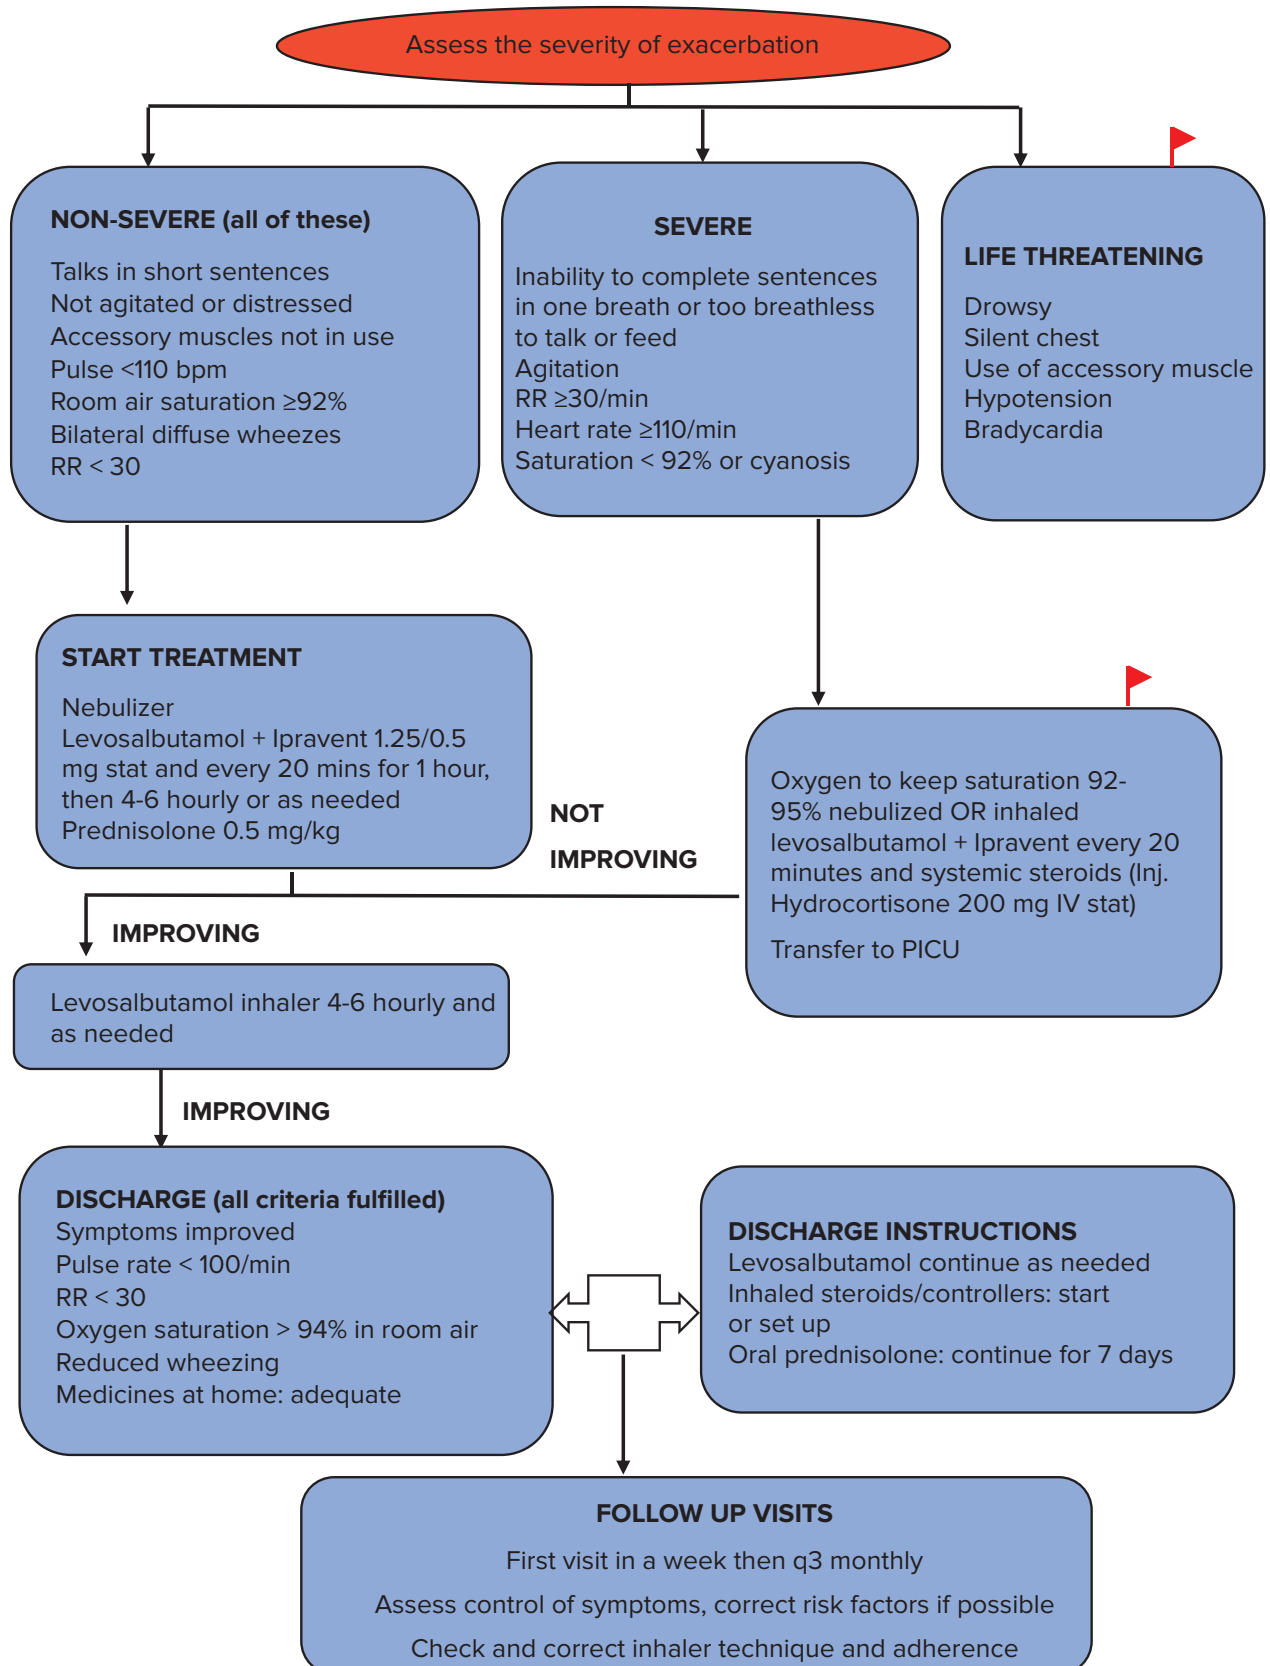 Assess the severity of exacerbation
NON-SEVERE (all of these)
Talks in short sentences
Not agitated or distressed
Accessory muscles not in use
Pulse <110 bpm
Room air saturation ≥92%
Bilateral diffuse wheezes
RR < 30
SEVERE
Inability to complete sentences
in one breath or too breathless
to talk or feed
Agitation
RR ≥30/min
Heart rate ≥110/min
Saturation < 92% or cyanosis
LIFE THREATENING
Drowsy
Silent chest
Use of accessory muscle
Hypotension
Bradycardia
START TREATMENT
Nebulizer
Levosalbutamol + Ipravent 1.25/0.5
mg stat and every 20 mins for 1 hour,
then 4-6 hourly or as needed
Prednisolone 0.5 mg/kg
NOT
IMPROVING
Oxygen to keep saturation 92-
95% nebulized OR inhaled
levosalbutamol + Ipravent every 20
minutes and systemic steroids (Inj.
Hydrocortisone 200 mg IV stat)
Transfer to PICU
IMPROVING
Levosalbutamol inhaler 4-6 hourly and
as needed
IMPROVING
DISCHARGE (all criteria fulfilled)
Symptoms improved
Pulse rate < 100/min
RR < 30
Oxygen saturation > 94% in room air
Reduced wheezing
Medicines at home: adequate
DISCHARGE INSTRUCTIONS
Levosalbutamol continue as needed
Inhaled steroids/controllers: start
or set up
Oral prednisolone: continue for 7 days
FOLLOW UP VISITS
First visit in a week then q3 monthly
Assess control of symptoms, correct risk factors if possible
Check and correct inhaler technique and adherence